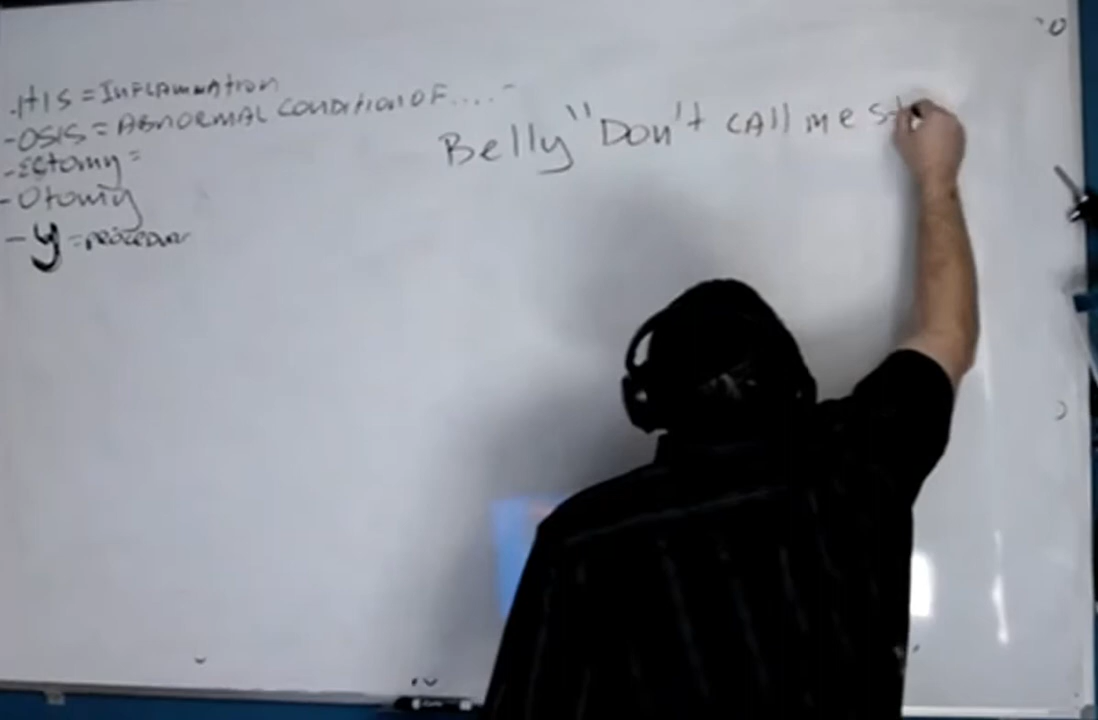 -itis = Inflammation
-OSIS = ABNORMAL CONDITION OF....-
-Ectomy =
-Otomy
-y = procedure
Belly "Don't CAll me st